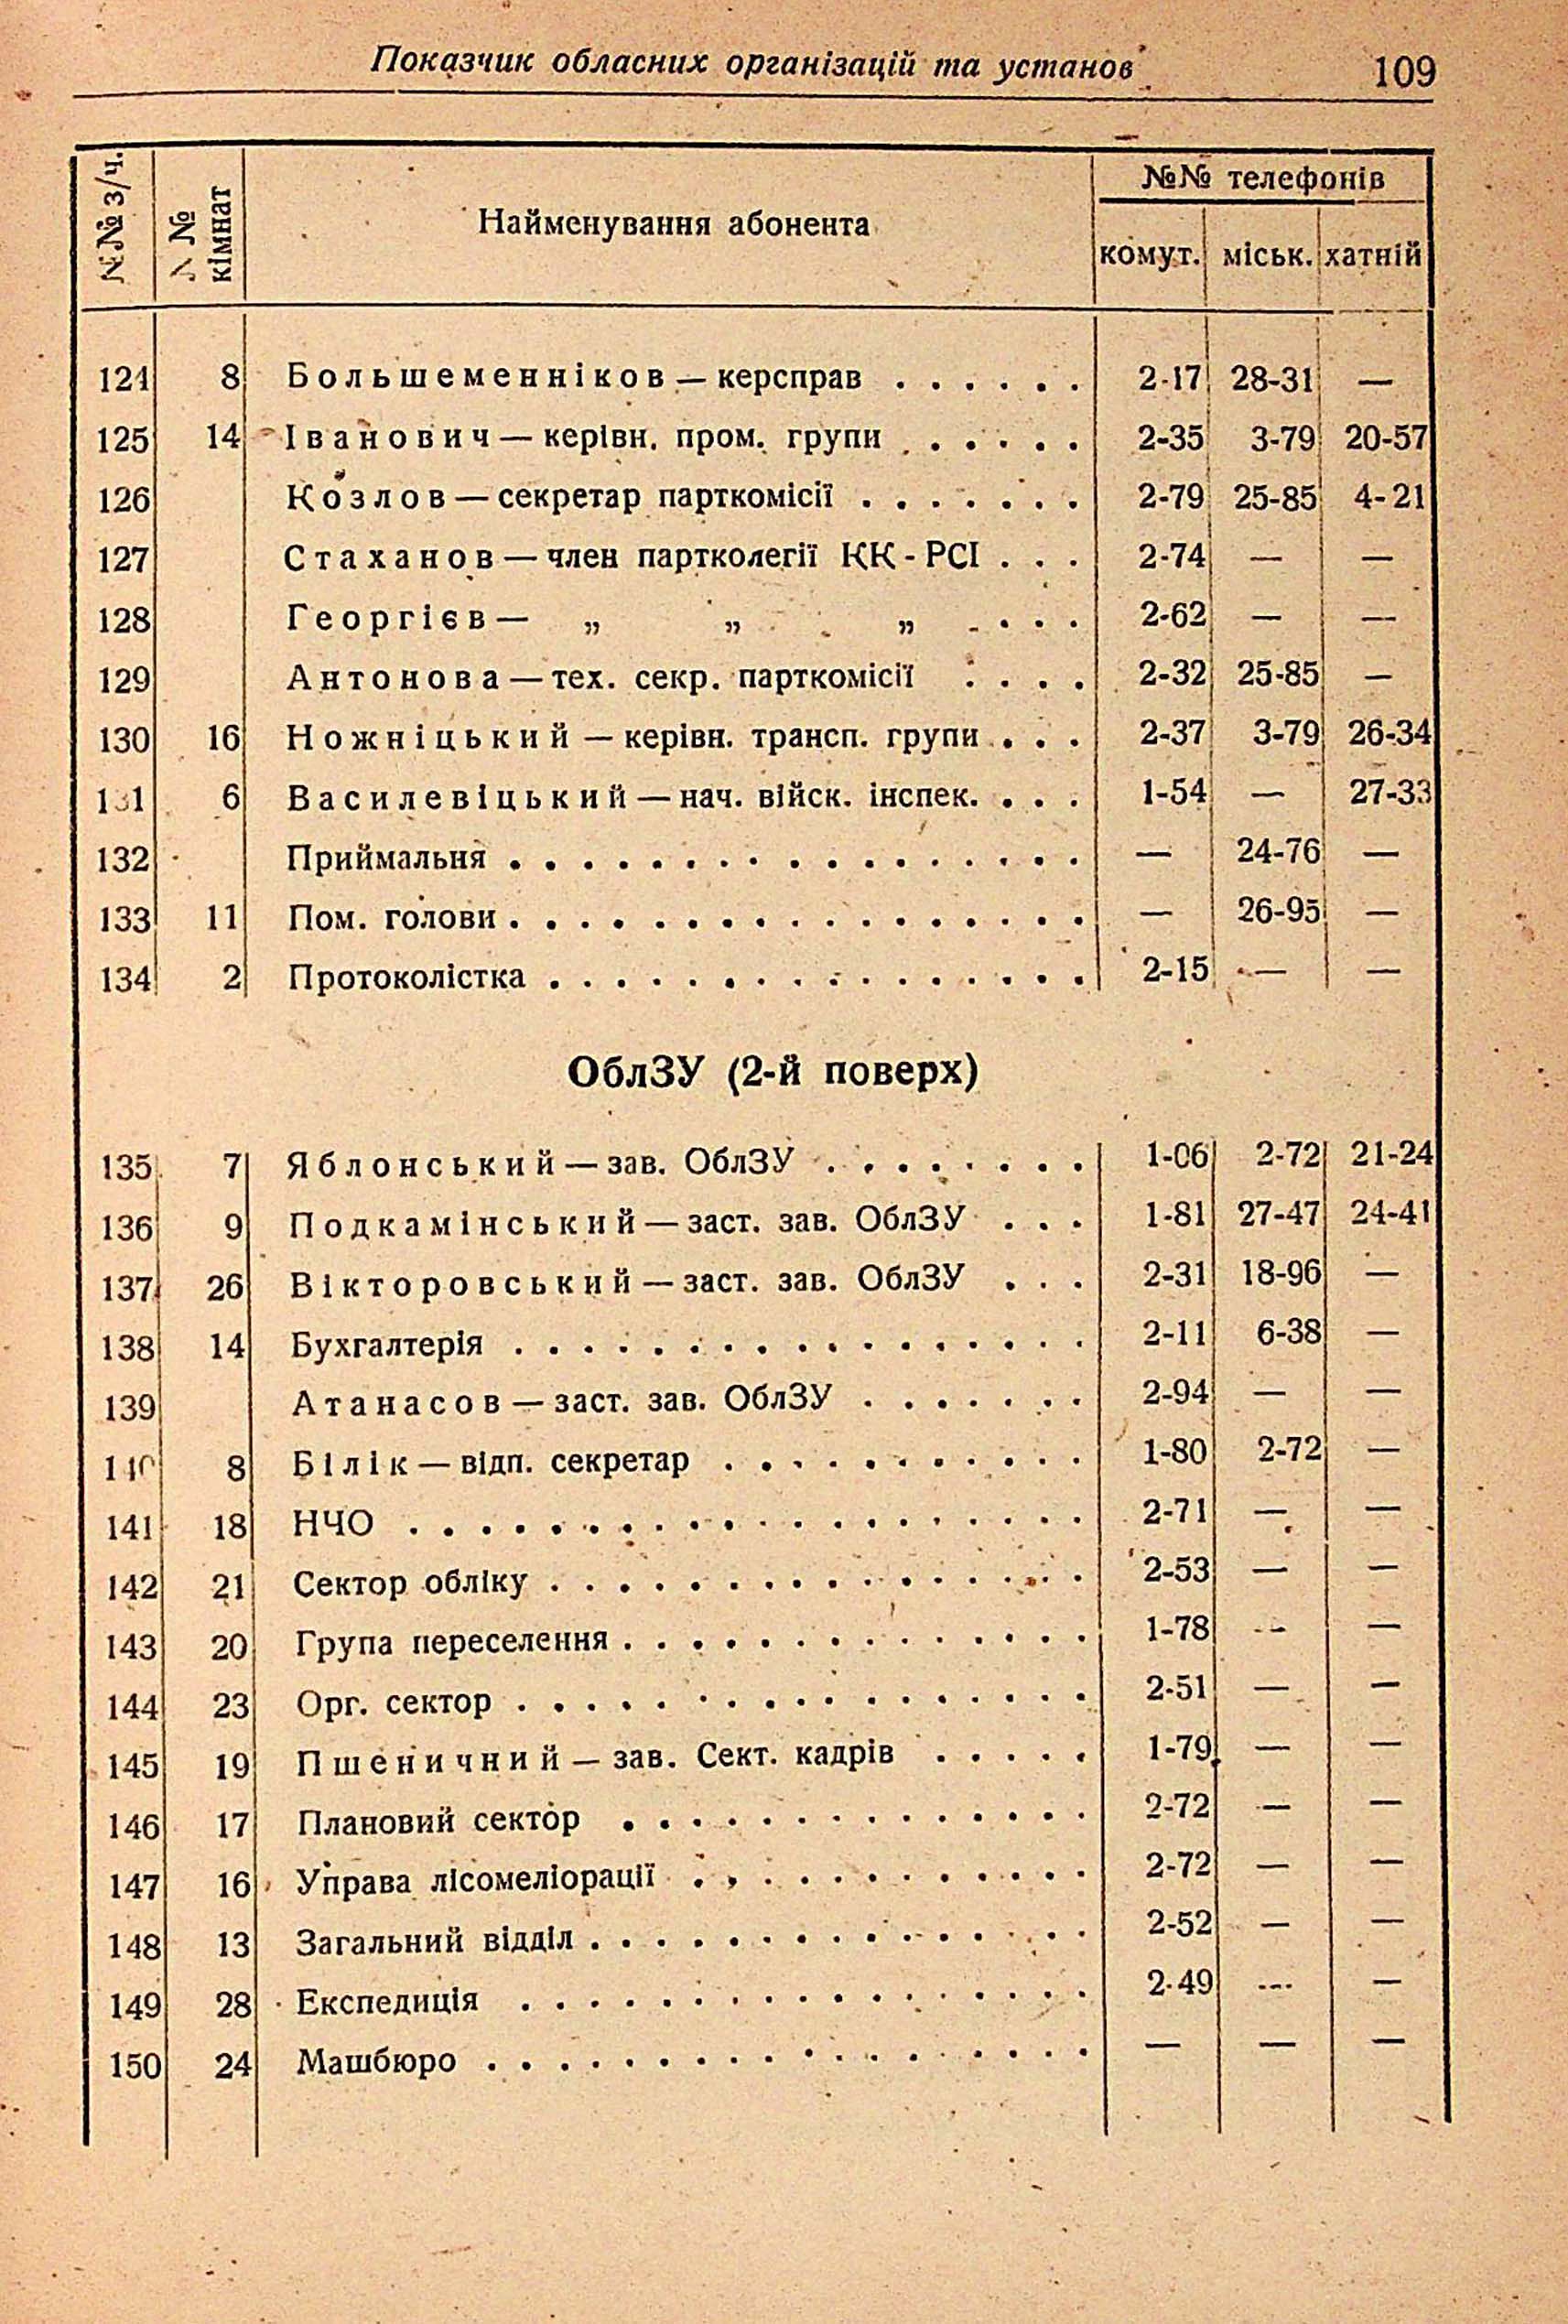 Показчик обласних організацій та установ 109
№№ з/ч. № кімнат Найменування абонента №№ телефонів
комут. міськ. хатній
124 8 Большеменніков — керсправ . . . . . . 2-17 28-31 —
125 14 Іванович — керівн. пром. групи . . . . . . 2-35 3-79 20-57
126 Козлов — секретар парткомісії . . . . . . . 2-79 25-85 4-21
127 Стаханов — член партколегії КК-РСІ . . . 2-74 — —
128 Георгієв — „ „ „ . . . . 2-62 — —
129 Антонова — тех. секр. парткомісії . . . . 2-32 25-85 —
130 16 Ножніцький — керівн. трансп. групи . . . 2-37 3-79 26-34
131 6 Василевіцький — нач. військ. інспек. . . . 1-54 — 27-33
132 Приймальня . . . . . . . . . . . . . . . . — 24-76 —
133 11 Пом. голови . . . . . . . . . . . . . . . . — 26-95 —
134 2 Протоколістка . . . . . . . . . . . . . . . 2-15 — —
ОблЗУ (2-й поверх)
135 7 Яблонський — зав. ОблЗУ . . . . . . . . 1-06 2-72 21-24
136 9 Подкамінський — заст. зав. ОблЗУ . . . 1-81 27-47 24-41
137 26 Вікторовський — заст. зав. ОблЗУ . . . 2-31 18-96 —
138 14 Бухгалтерія . . . . . . . . . . . . . . . . 2-11 6-38 —
139 Атанасов — заст. зав. ОблЗУ . . . . . . . 2-94 — —
140 8 Білік — відп. секретар . . . . . . . . . . . 1-80 2-72 —
141 18 НЧО . . . . . . . . . . . . . . . . . . . 2-71 — —
142 21 Сектор обліку . . . . . . . . . . . . . . . 2-53 — —
143 20 Група переселення . . . . . . . . . . . . . 1-78 — —
144 23 Орг. сектор . . . . . . . . . . . . . . . . 2-51 — —
145 19 Пшеничний — зав. Сект. кадрів . . . . . 1-79 — —
146 17 Плановий сектор . . . . . . . . . . . . . . 2-72 — —
147 16 Управа лісомеліорації . . . . . . . . . . . . 2-72 — —
148 13 Загальний відділ . . . . . . . . . . . . . . 2-52 — —
149 28 Експедиція . . . . . . . . . . . . . . . . 2-49 — —
150 24 Машбюро . . . . . . . . . . . . . . . . . — — —